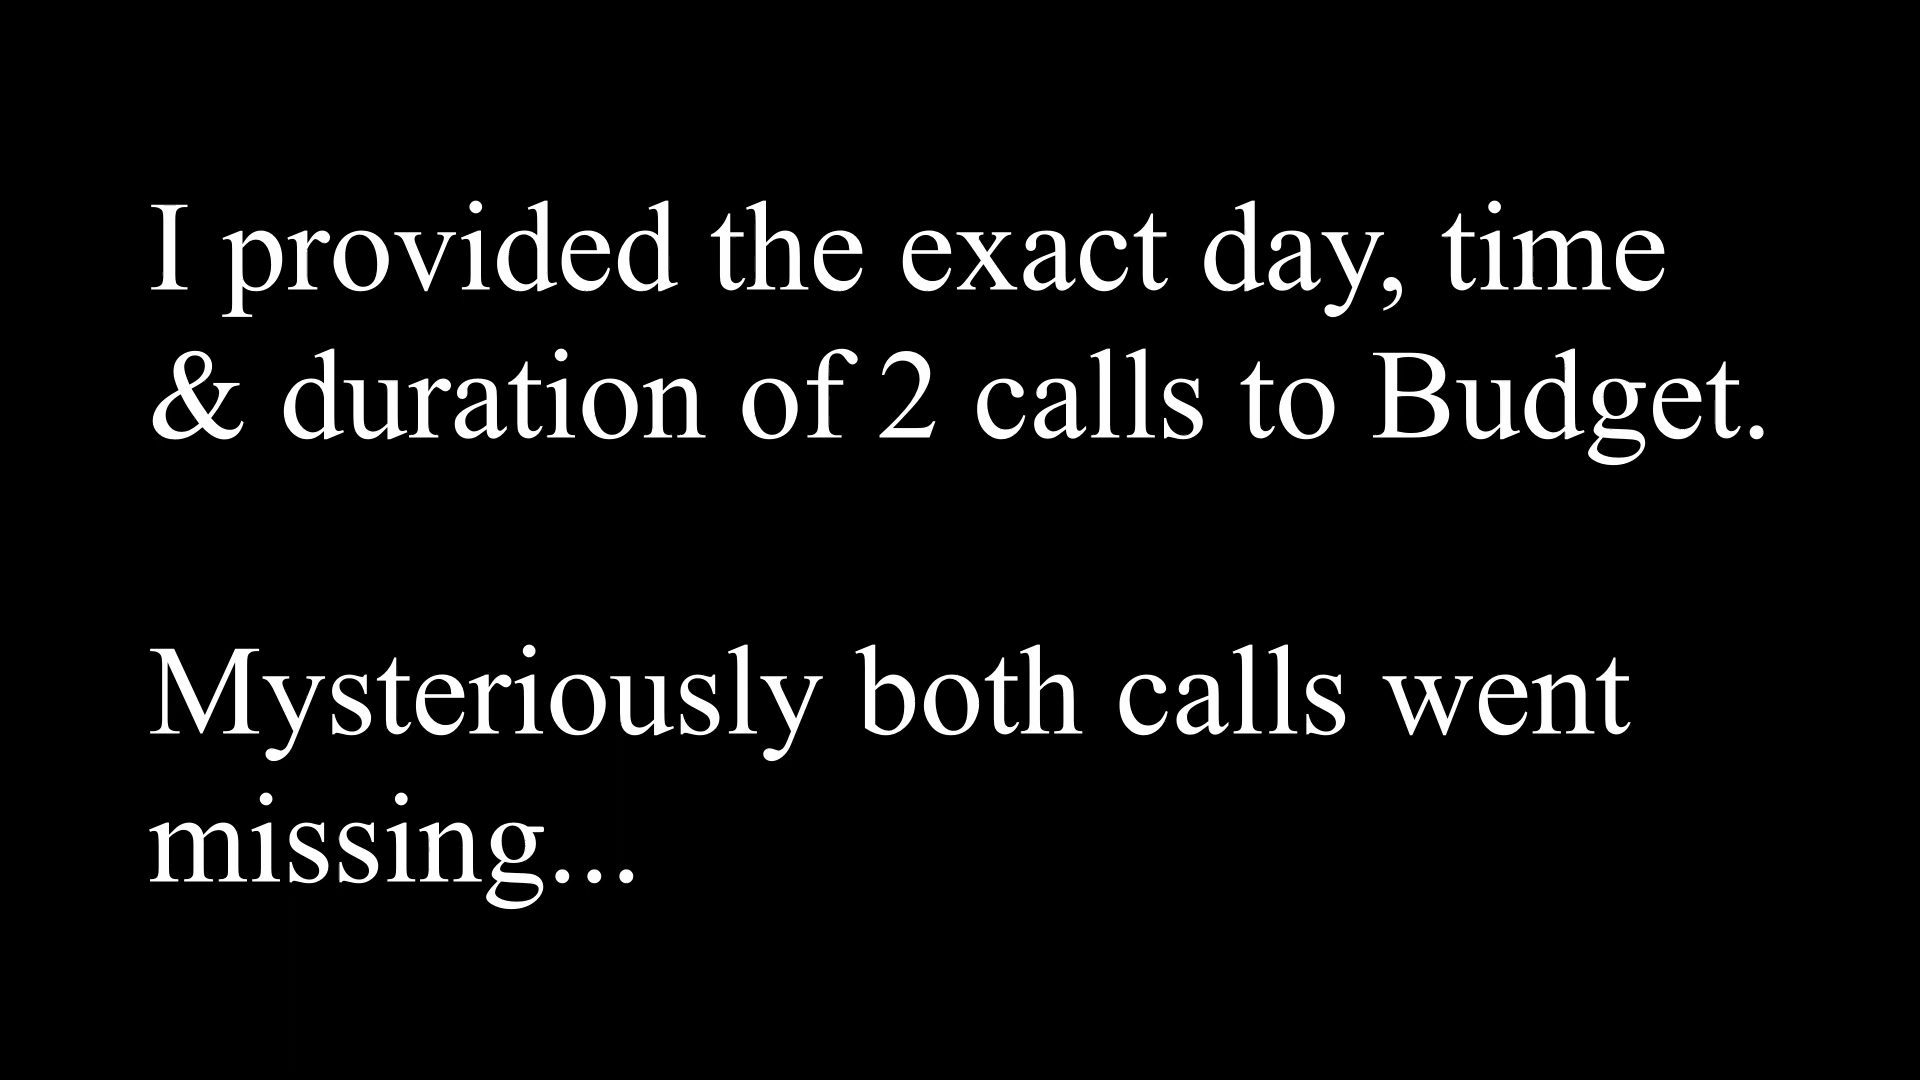 I provided the exact day, time
& duration of 2 calls to Budget.
Mysteriously both calls went
missing...